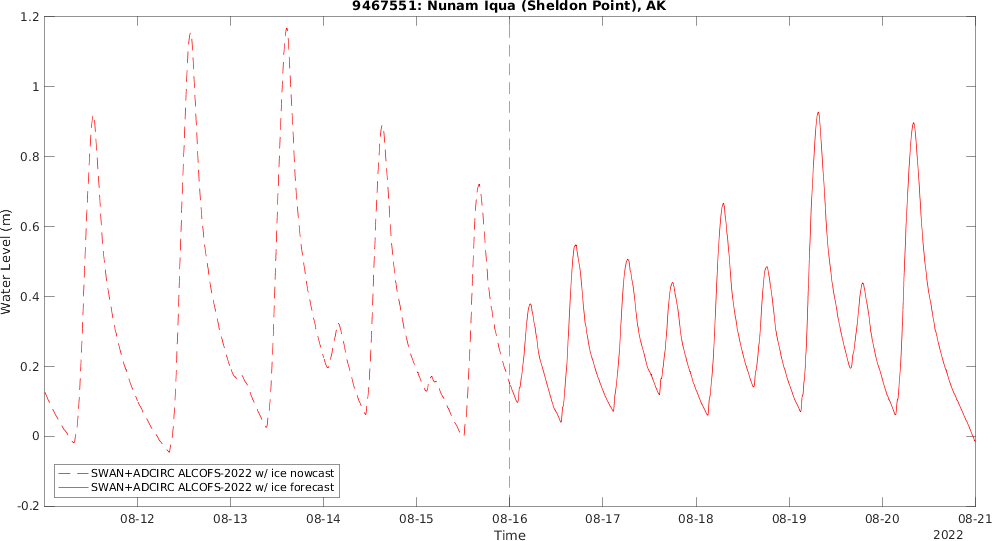 9467551: Nunam Iqua (Sheldon Point), AK
1.2
1
0.8
0.6
0.4
0.2
0
-0.2
Water Level (m)
SWAN+ADCIRC ALCOFS-2022 w/ ice nowcast
SWAN+ADCIRC ALCOFS-2022 w/ ice forecast
08-12 08-13 08-14 08-15 08-16 08-17 08-18 08-19 08-20 08-21
Time
2022